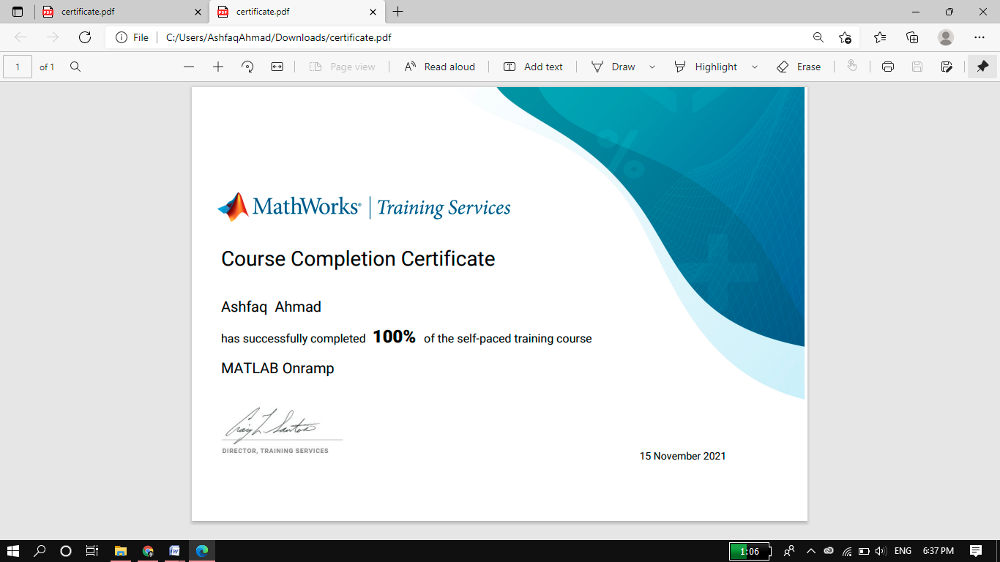 certificate.pdf
certificate.pdf
File
C:/Users/AshfaqAhmad/Downloads/certificate.pdf
1 of 1
Page view
Read aloud
Add text
Draw
Highlight
Erase
%
MathWorks® | Training Services
Course Completion Certificate
Ashfaq Ahmad
has successfully completed 100% of the self-paced training course
MATLAB Onramp
Craig L. Santos
DIRECTOR, TRAINING SERVICES
15 November 2021
1:06
ENG
6:37 PM